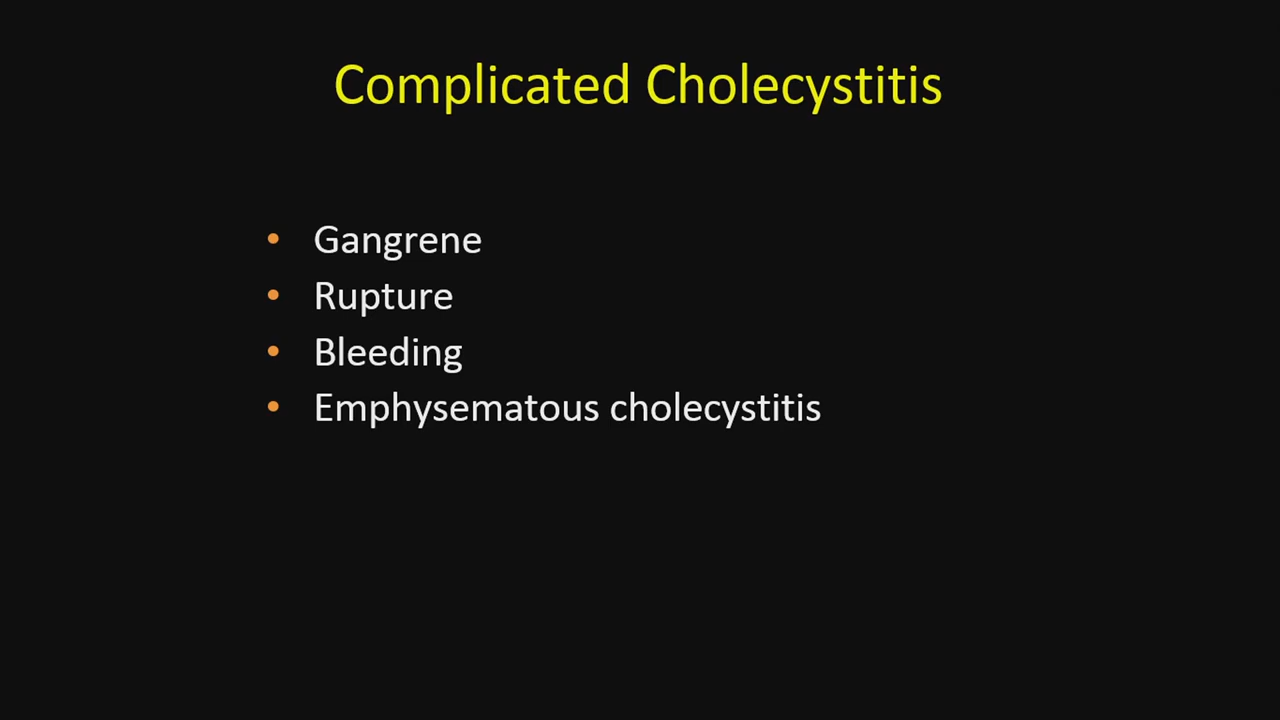 Complicated Cholecystitis
• Gangrene
• Rupture
• Bleeding
• Emphysematous cholecystitis